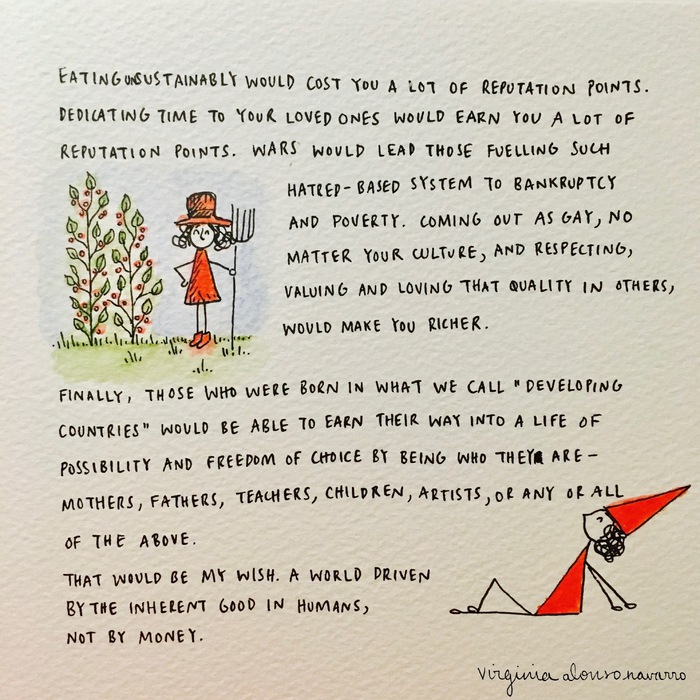 EATING UNSUSTAINABLY WOULD COST YOU A LOT OF REPUTATION POINTS.
DEDICATING TIME TO YOUR LOVED ONES WOULD EARN YOU A LOT OF
REPUTATION POINTS. WARS WOULD LEAD THOSE FUELLING SUCH
HATRED-BASED SYSTEM TO BANKRUPTCY
AND POVERTY. COMING OUT AS GAY, NO
MATTER YOUR CULTURE, AND RESPECTING,
VALUING AND LOVING THAT QUALITY IN OTHERS,
WOULD MAKE YOU RICHER.
FINALLY, THOSE WHO WERE BORN IN WHAT WE CALL "DEVELOPING
COUNTRIES" WOULD BE ABLE TO EARN THEIR WAY INTO A LIFE OF
POSSIBILITY AND FREEDOM OF CHOICE BY BEING WHO THEY ARE -
MOTHERS, FATHERS, TEACHERS, CHILDREN, ARTISTS, OR ANY OR ALL
OF THE ABOVE.
THAT WOULD BE MY WISH. A WORLD DRIVEN
BY THE INHERENT GOOD IN HUMANS,
NOT BY MONEY.
virginia alonso navarro